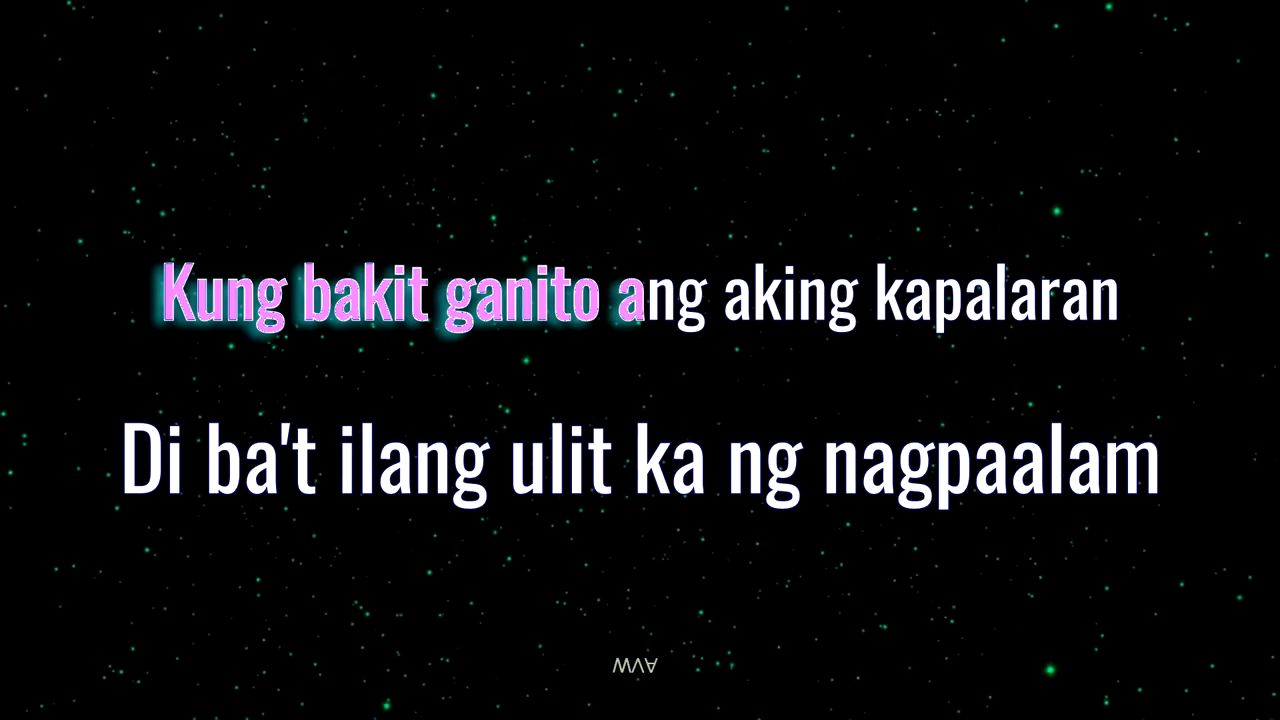 Kung bakit ganito ang aking kapalaran
Di ba't ilang ulit ka ng nagpaalam